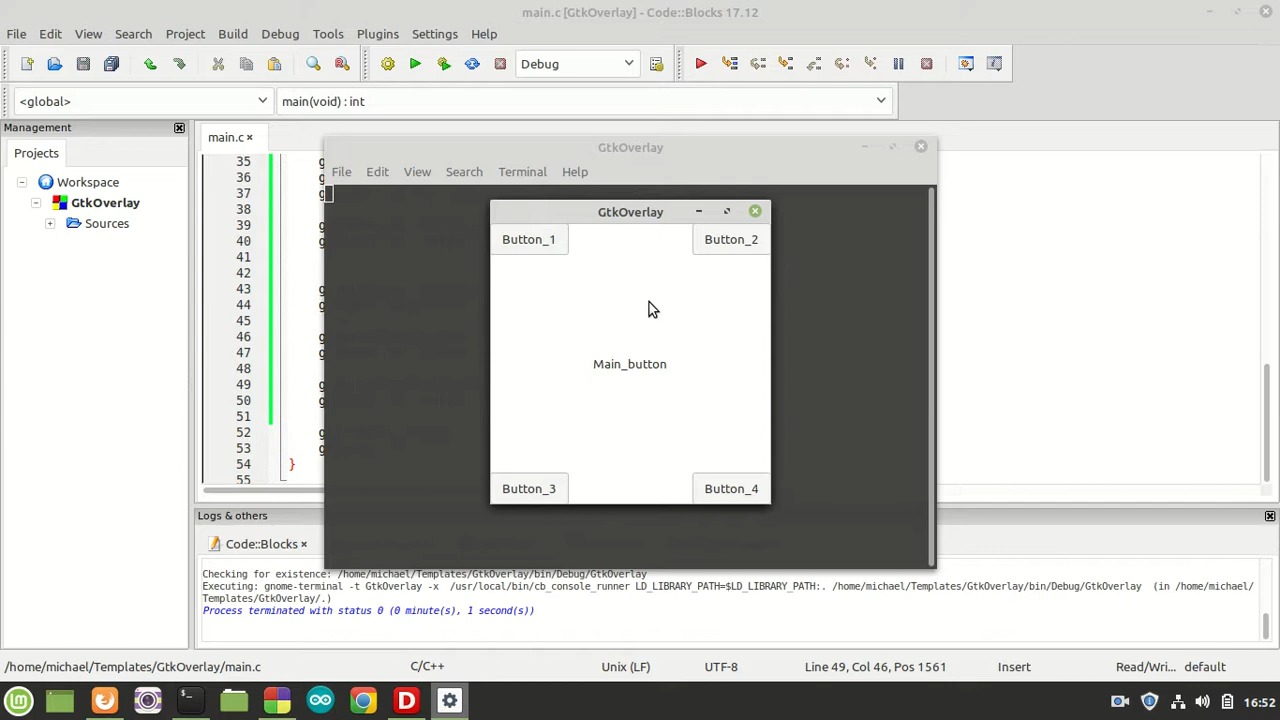 main.c [GtkOverlay] - Code::Blocks 17.12
File Edit View Search Project Build Debug Tools Plugins Settings Help
Debug
<global> main(void) : int
Management
main.c
Projects
Workspace
GtkOverlay
Sources
35
36
37
38
39
40
41
42
43
44
45
46
47
48
49
50
51
52
53
54 }
55
GtkOverlay
File Edit View Search Terminal Help
GtkOverlay
Button_1 Button_2
Main_button
Button_3 Button_4
Logs & others
Code::Blocks
Checking for existence: /home/michael/Templates/GtkOverlay/bin/Debug/GtkOverlay
Executing: gnome-terminal -t GtkOverlay -x /usr/local/bin/cb_console_runner LD_LIBRARY_PATH=$LD_LIBRARY_PATH:. /home/michael/Templates/GtkOverlay/bin/Debug/GtkOverlay (in /home/michael/
Templates/GtkOverlay/.)
Process terminated with status 0 (0 minute(s), 1 second(s))
/home/michael/Templates/GtkOverlay/main.c C/C++ Unix (LF) UTF-8 Line 49, Col 46, Pos 1561 Insert Read/Wri... default
16:52